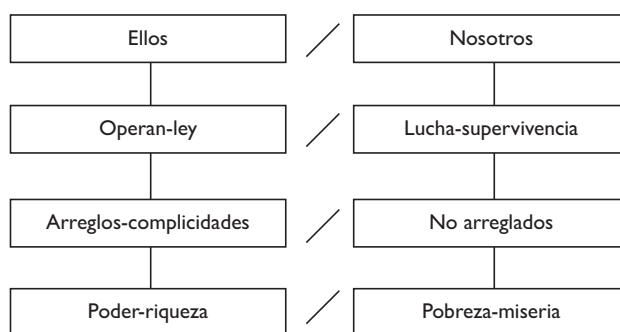 Ellos / Nosotros
Operan-ley / Lucha-supervivencia
Arreglos-complicidades / No arreglados
Poder-riqueza / Pobreza-miseria